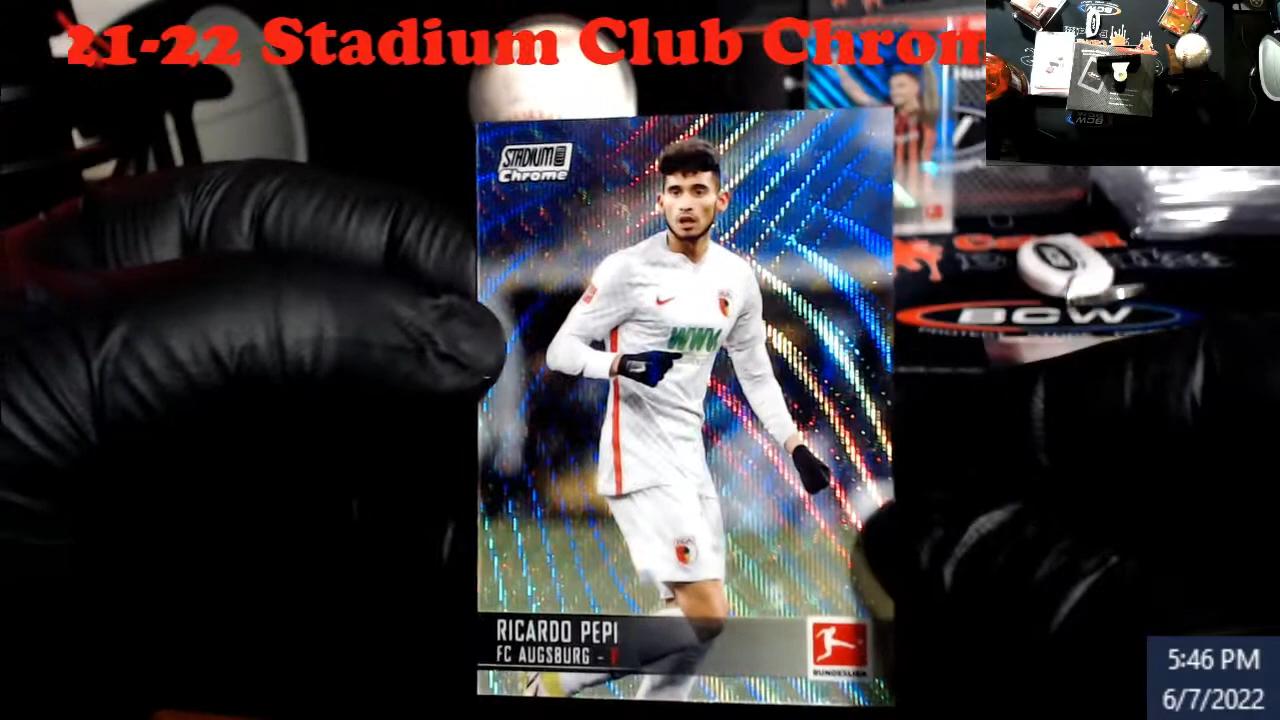 21-22 Stadium Club Chrom
STADIUM
Chrome
WWK
BCW
RICARDO PEPI
FC AUGSBURG - F
BUNDESLIGA
5:46 PM
6/7/2022